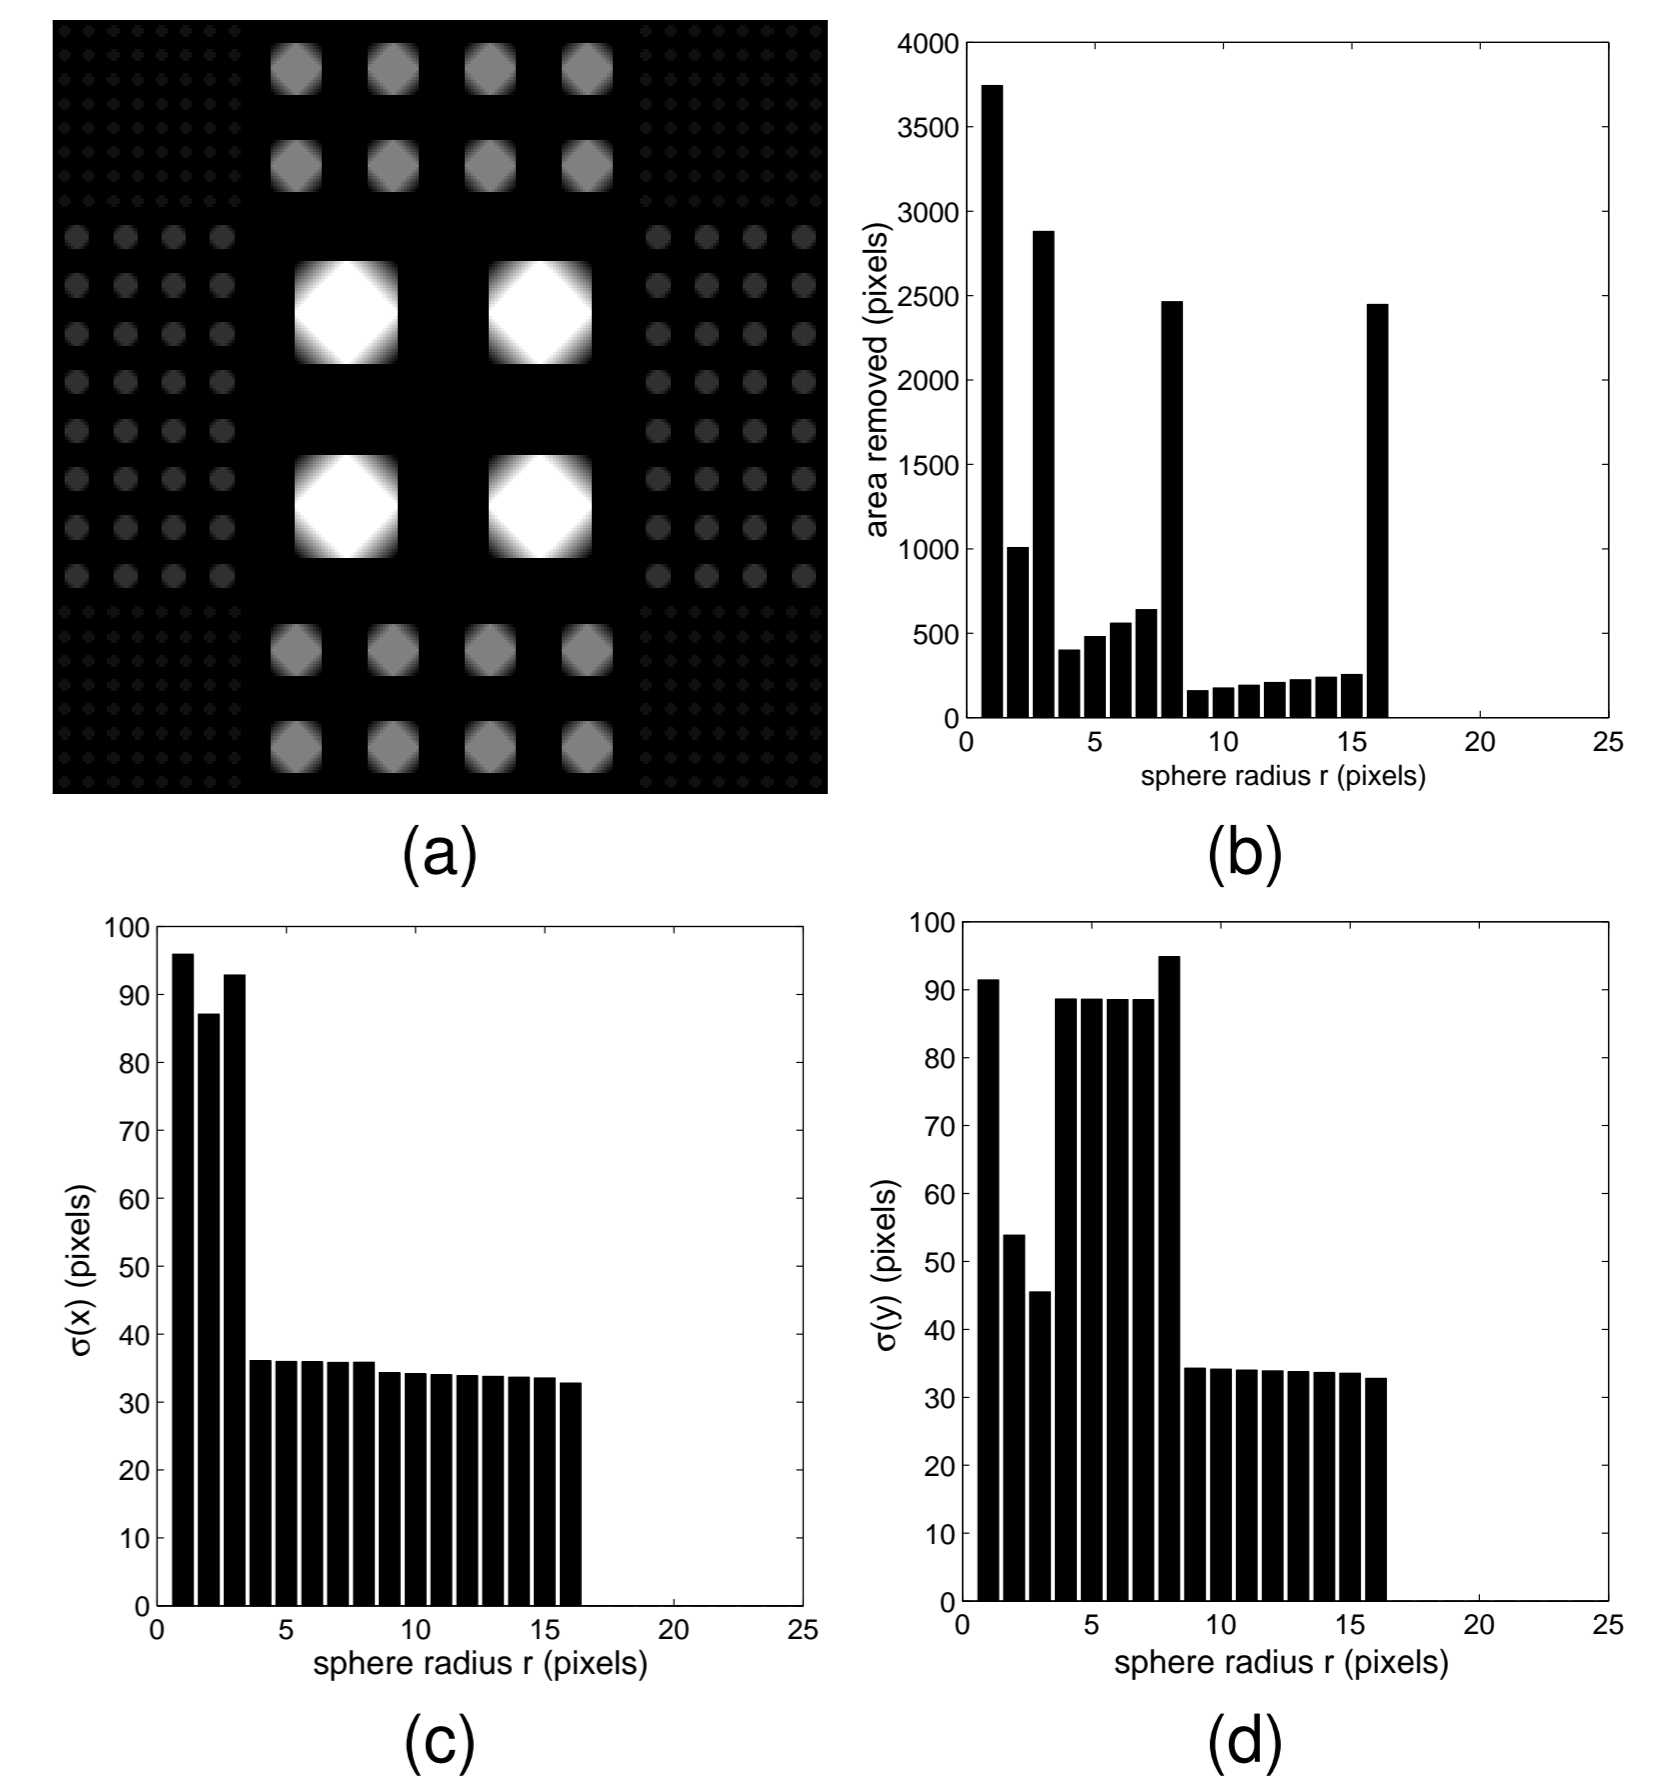 4000
3500
3000
2500
2000
1500
1000
500
0
area removed (pixels)
0 5 10 15 20 25
sphere radius r (pixels)
(a)
(b)
100
90
80
70
60
50
40
30
20
10
0
σ(x) (pixels)
0 5 10 15 20 25
sphere radius r (pixels)
(c)
100
90
80
70
60
50
40
30
20
10
0
σ(y) (pixels)
0 5 10 15 20 25
sphere radius r (pixels)
(d)